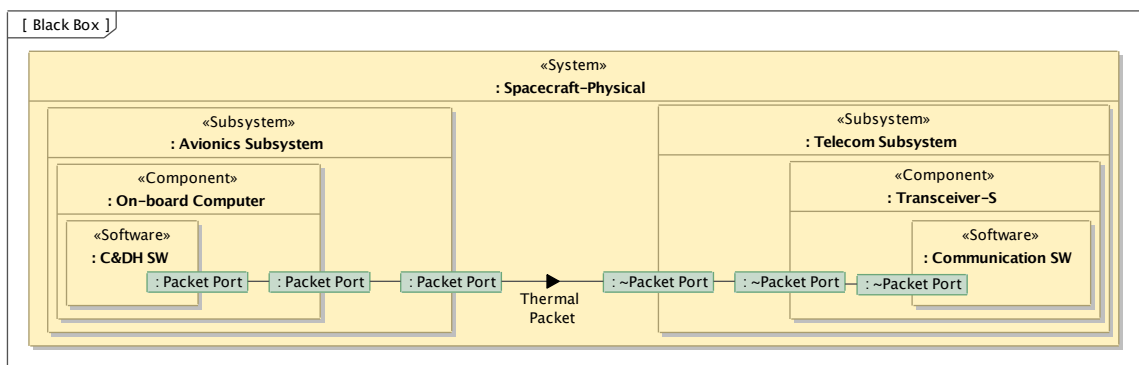 [ Black Box ]
«System»
: Spacecraft-Physical
«Subsystem»
: Avionics Subsystem
«Component»
: On-board Computer
«Software»
: C&DH SW
: Packet Port
: Packet Port
: Packet Port
Thermal
Packet
«Subsystem»
: Telecom Subsystem
«Component»
: Transceiver-S
«Software»
: Communication SW
: ~Packet Port
: ~Packet Port
: ~Packet Port